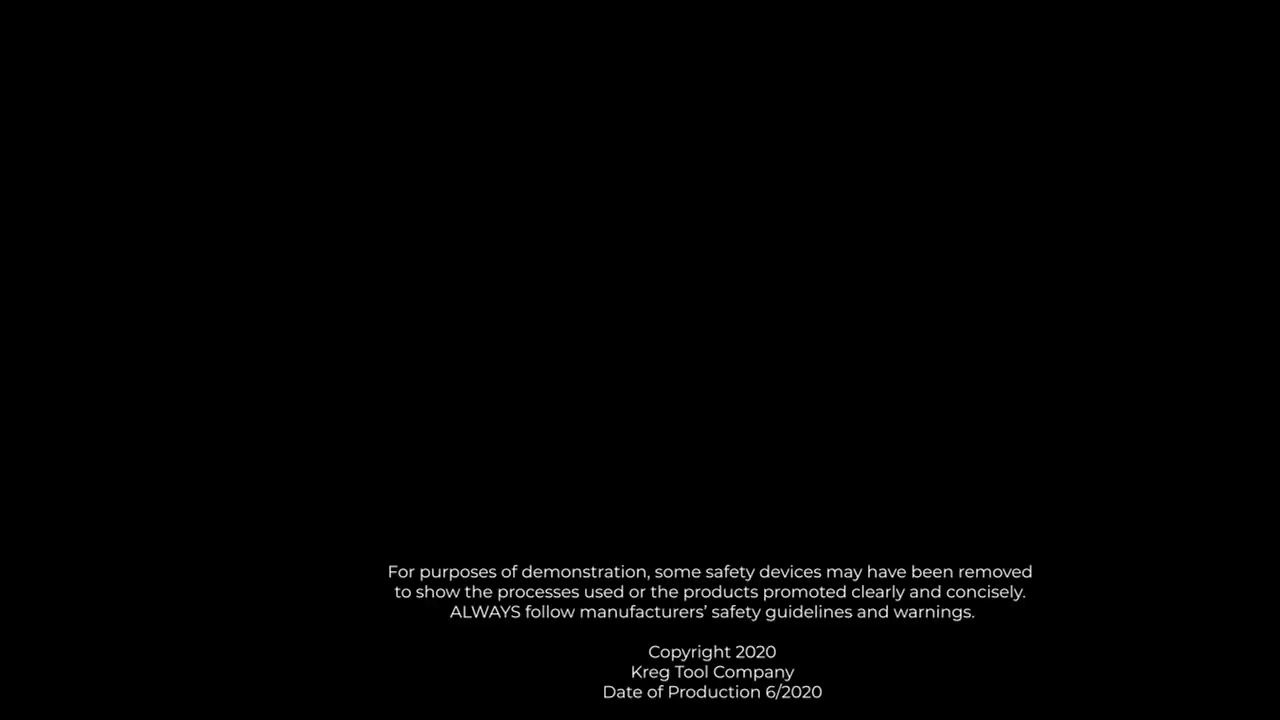 For purposes of demonstration, some safety devices may have been removed
to show the processes used or the products promoted clearly and concisely.
ALWAYS follow manufacturers’ safety guidelines and warnings.
Copyright 2020
Kreg Tool Company
Date of Production 6/2020